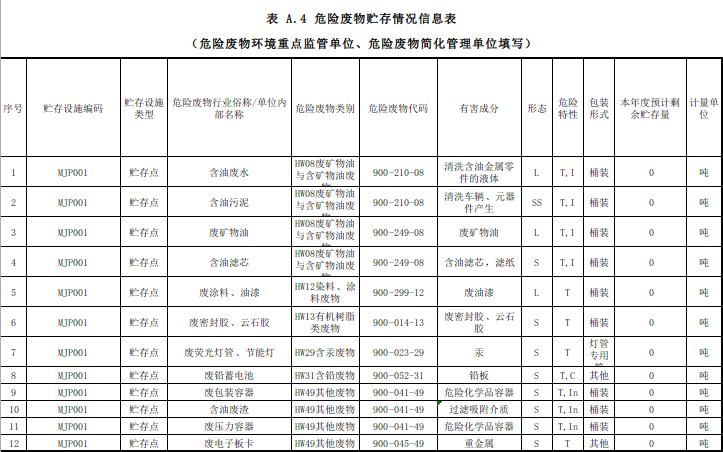 表 A.4 危险废物贮存情况信息表
（危险废物环境重点监管单位、危险废物简化管理单位填写）
序号 贮存设施编码 贮存设施类型 危险废物行业俗称/单位内部名称 危险废物类别 危险废物代码 有害成分 形态 危险特性 包装形式 本年度预计剩余贮存量 计量单位
1 MJP001 贮存点 含油废水 HW08废矿物油与含矿物油废 900-210-08 清洗含油金属零件的液体 L T,I 桶装 0 吨
2 MJP001 贮存点 含油污泥 HW08废矿物油与含矿物油废 900-210-08 清洗车辆、元器件产生 SS T,I 桶装 0 吨
3 MJP001 贮存点 废矿物油 HW08废矿物油与含矿物油废 900-249-08 废矿物油 L T,I 桶装 0 吨
4 MJP001 贮存点 含油滤芯 HW08废矿物油与含矿物油废 900-249-08 含油滤芯，滤纸 S T,I 桶装 0 吨
5 MJP001 贮存点 废涂料、油漆 HW12染料、涂料废物 900-299-12 废油漆 L T 桶装 0 吨
6 MJP001 贮存点 废密封胶、云石胶 HW13有机树脂类废物 900-014-13 废密封胶、云石胶 S T 桶装 0 吨
7 MJP001 贮存点 废荧光灯管、节能灯 HW29含汞废物 900-023-29 汞 S T 灯管专用 0 吨
8 MJP001 贮存点 废铅蓄电池 HW31含铅废物 900-052-31 铅板 S T,C 其他 0 吨
9 MJP001 贮存点 废包装容器 HW49其他废物 900-041-49 危险化学品容器 S T,In 桶装 0 吨
10 MJP001 贮存点 含油废渣 HW49其他废物 900-041-49 过滤吸附介质 S T,In 桶装 0 吨
11 MJP001 贮存点 废压力容器 HW49其他废物 900-041-49 危险化学品容器 S T,In 桶装 0 吨
12 MJP001 贮存点 废电子板卡 HW49其他废物 900-045-49 重金属 S T 其他 0 吨